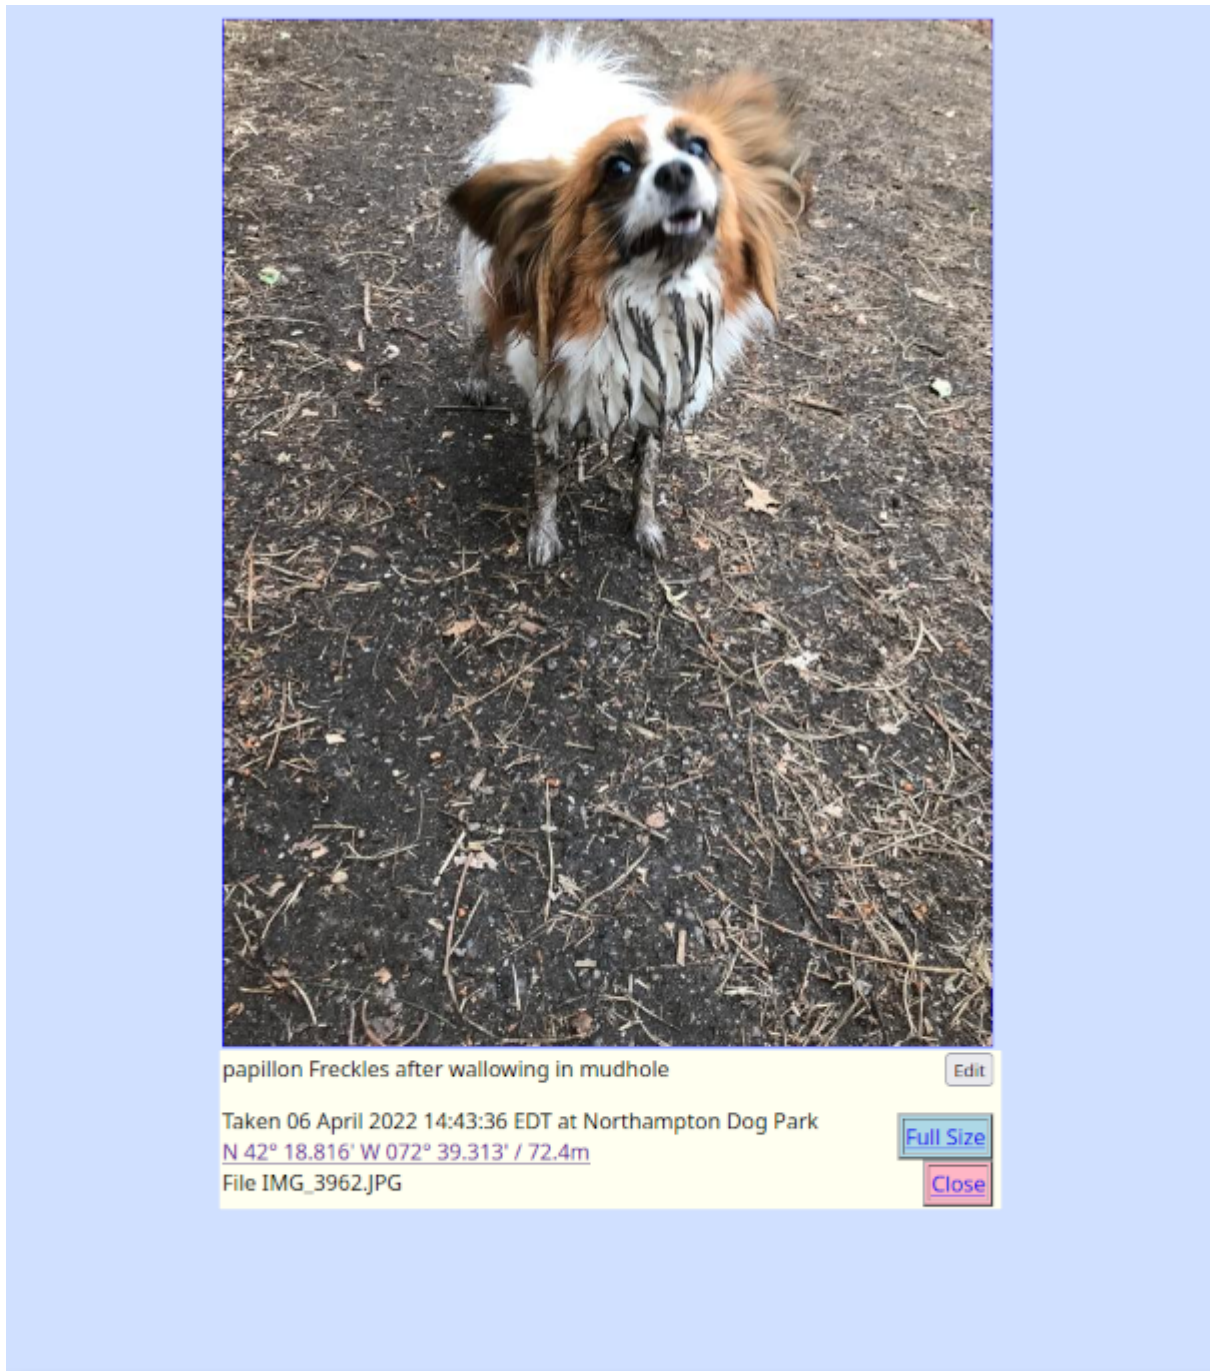 papillon Freckles after wallowing in mudhole
Edit
Taken 06 April 2022 14:43:36 EDT at Northampton Dog Park
Full Size
N 42° 18.816' W 072° 39.313' / 72.4m
File IMG_3962.JPG
Close